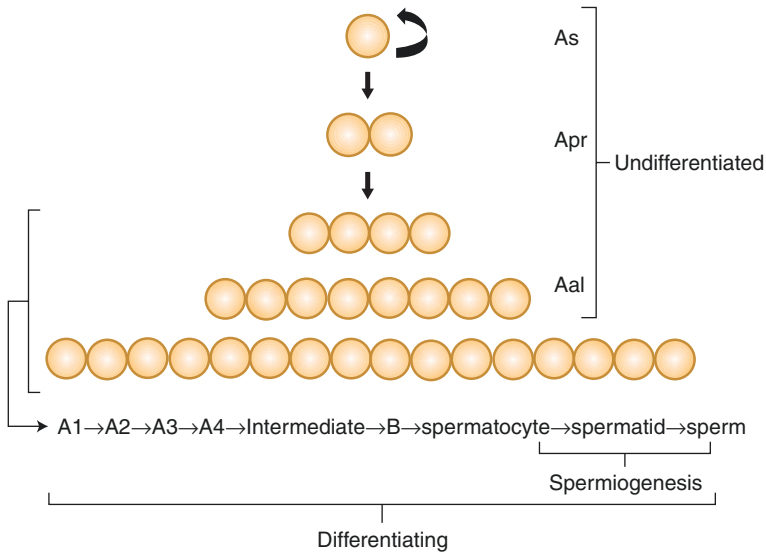 As
Apr
Undifferentiated
Aal
A1→A2→A3→A4→Intermediate→B→spermatocyte→spermatid→sperm
Spermiogenesis
Differentiating